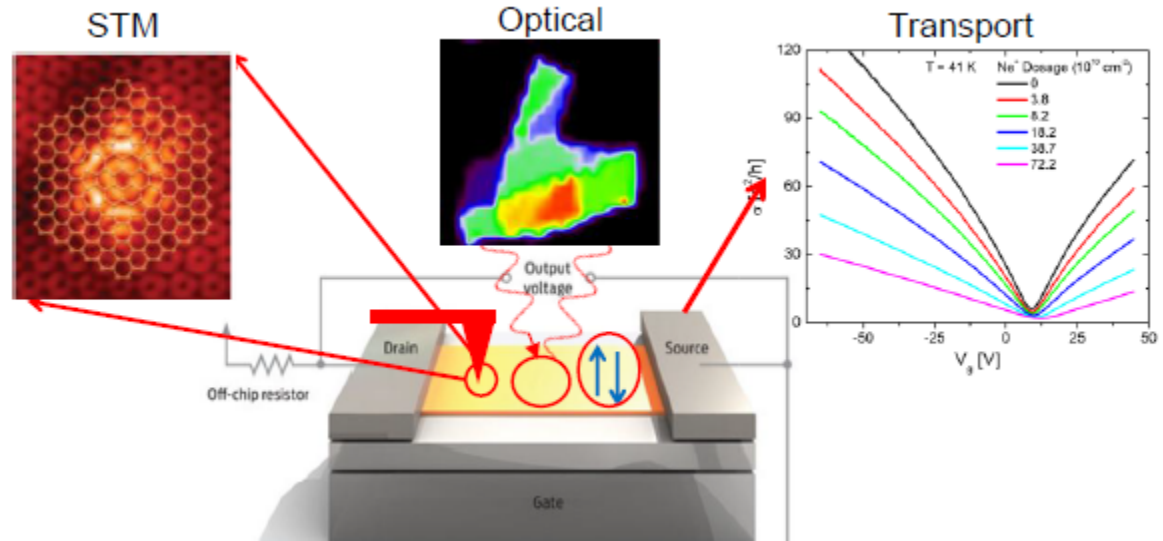 STM
Optical
Transport
T = 41 K
Ne⁺ Dosage (10¹⁰ cm⁻²)
0
3.8
8.2
18.2
38.7
72.2
120
90
60
30
0
-50
-25
0
25
50
V_g [V]
Output
voltage
Drain
Source
Off-chip resistor
Gate